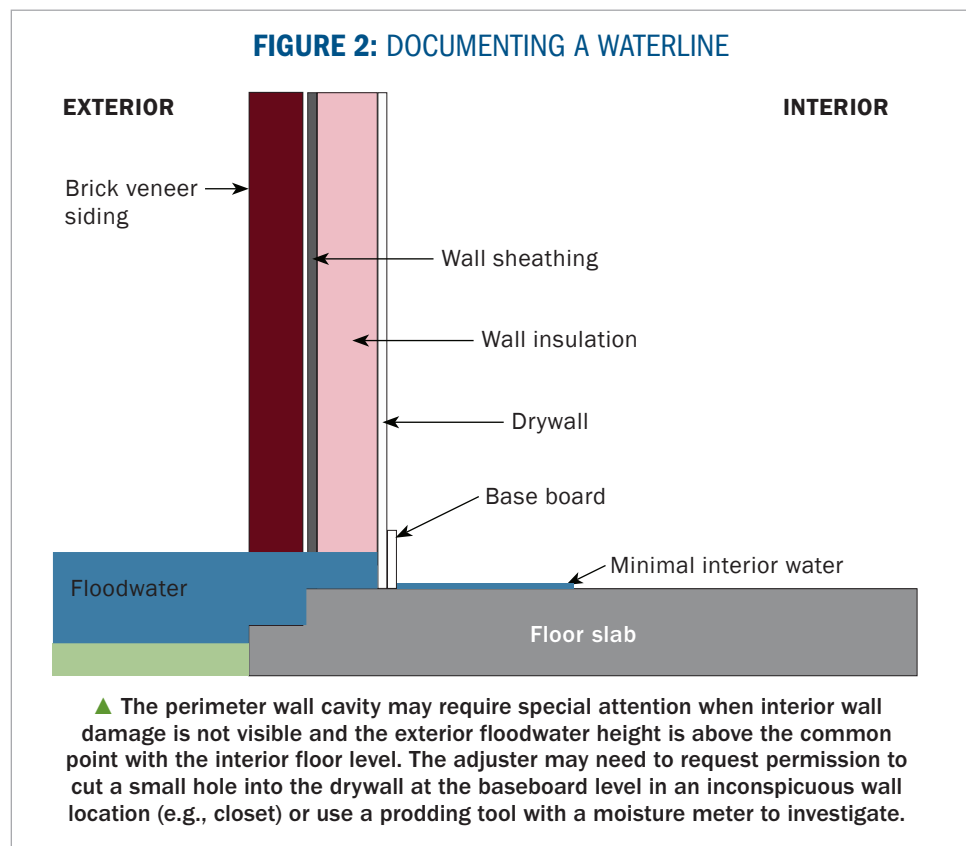 FIGURE 2: DOCUMENTING A WATERLINE
EXTERIOR
INTERIOR
Brick veneer
siding
Wall sheathing
Wall insulation
Drywall
Base board
Minimal interior water
Floodwater
Floor slab
▲ The perimeter wall cavity may require special attention when interior wall
damage is not visible and the exterior floodwater height is above the common
point with the interior floor level. The adjuster may need to request permission to
cut a small hole into the drywall at the baseboard level in an inconspicuous wall
location (e.g., closet) or use a prodding tool with a moisture meter to investigate.